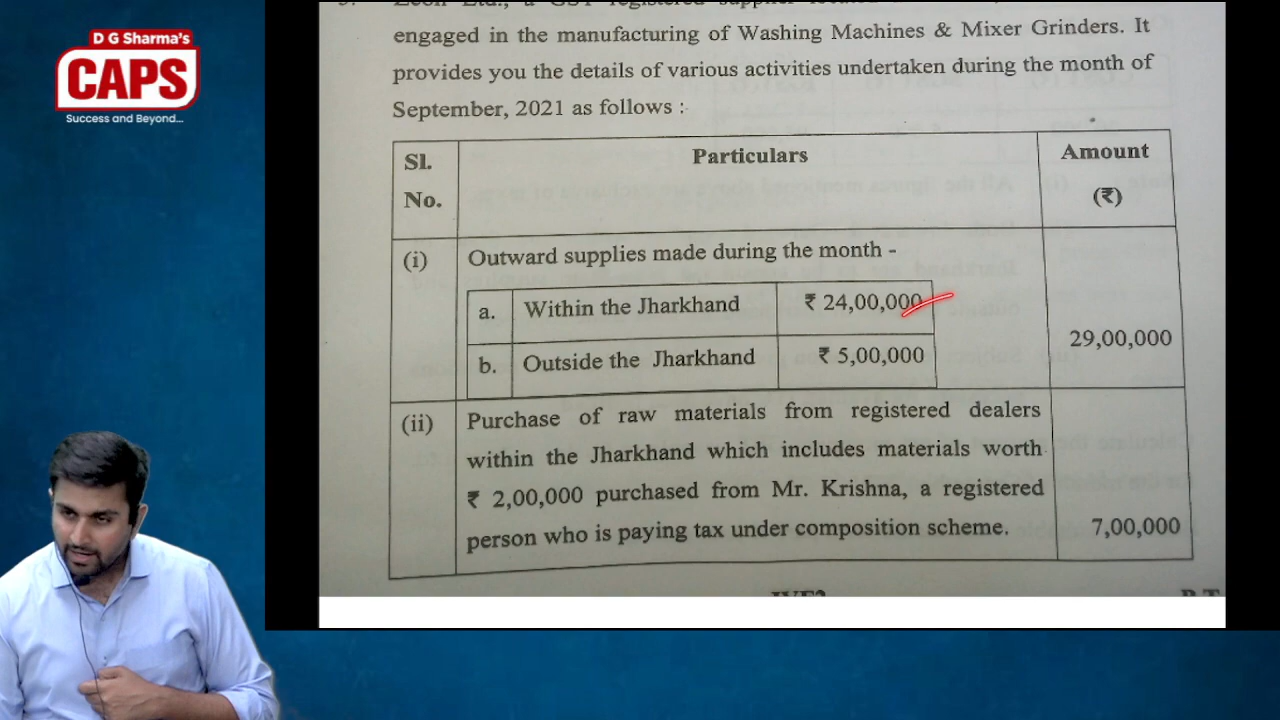 D G Sharma's
CAPS
Success and Beyond...
engaged in the manufacturing of Washing Machines & Mixer Grinders. It
provides you the details of various activities undertaken during the month of
September, 2021 as follows :
Sl. No.
Particulars
Amount (₹)
(i)
Outward supplies made during the month -
a. Within the Jharkhand ₹ 24,00,000
b. Outside the Jharkhand ₹ 5,00,000
29,00,000
(ii)
Purchase of raw materials from registered dealers
within the Jharkhand which includes materials worth
₹ 2,00,000 purchased from Mr. Krishna, a registered
person who is paying tax under composition scheme.
7,00,000